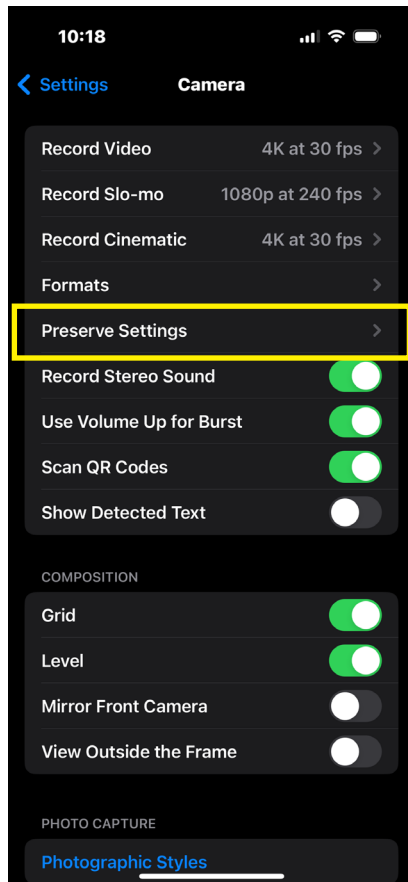 10:18
Settings Camera
Record Video 4K at 30 fps
Record Slo-mo 1080p at 240 fps
Record Cinematic 4K at 30 fps
Formats
Preserve Settings
Record Stereo Sound
Use Volume Up for Burst
Scan QR Codes
Show Detected Text
COMPOSITION
Grid
Level
Mirror Front Camera
View Outside the Frame
PHOTO CAPTURE
Photographic Styles